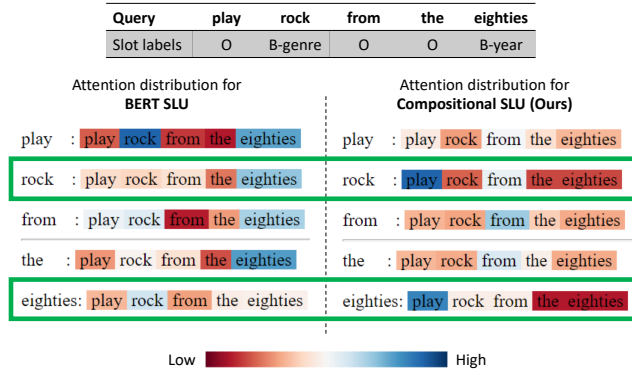 Query play rock from the eighties
Slot labels O B-genre O O B-year
Attention distribution for
BERT SLU
play : play rock from the eighties
rock : play rock from the eighties
from : play rock from the eighties
the : play rock from the eighties
eighties: play rock from the eighties
Attention distribution for
Compositional SLU (Ours)
play : play rock from the eighties
rock : play rock from the eighties
from : play rock from the eighties
the : play rock from the eighties
eighties: play rock from the eighties
Low High